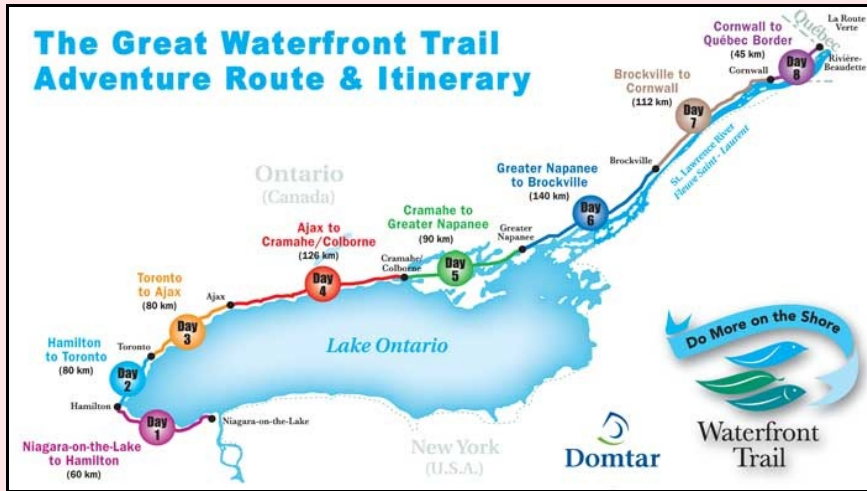 The Great Waterfront Trail
Adventure Route & Itinerary
Cornwall to
Québec Border
(45 km)
Québec
La Route
Verte
Rivière-
Beaudette
Cornwall
Day
8
Brockville to
Cornwall
(112 km)
Day
7
St. Lawrence River
Fleuve Saint - Laurent
Brockville
Ontario
(Canada)
Greater Napanee
to Brockville
(140 km)
Day
6
Greater
Napanee
Cramahe to
Greater Napanee
(90 km)
Day
5
Cramahe/
Colborne
Ajax to
Cramahe/Colborne
(126 km)
Day
4
Ajax
Toronto
to Ajax
(80 km)
Day
3
Toronto
Hamilton
to Toronto
(80 km)
Day
2
Hamilton
Lake Ontario
Day
1
Niagara-on-the-Lake
Niagara-on-the-Lake
to Hamilton
(60 km)
New York
(U.S.A.)
Domtar
Do More on the Shore
Waterfront
Trail